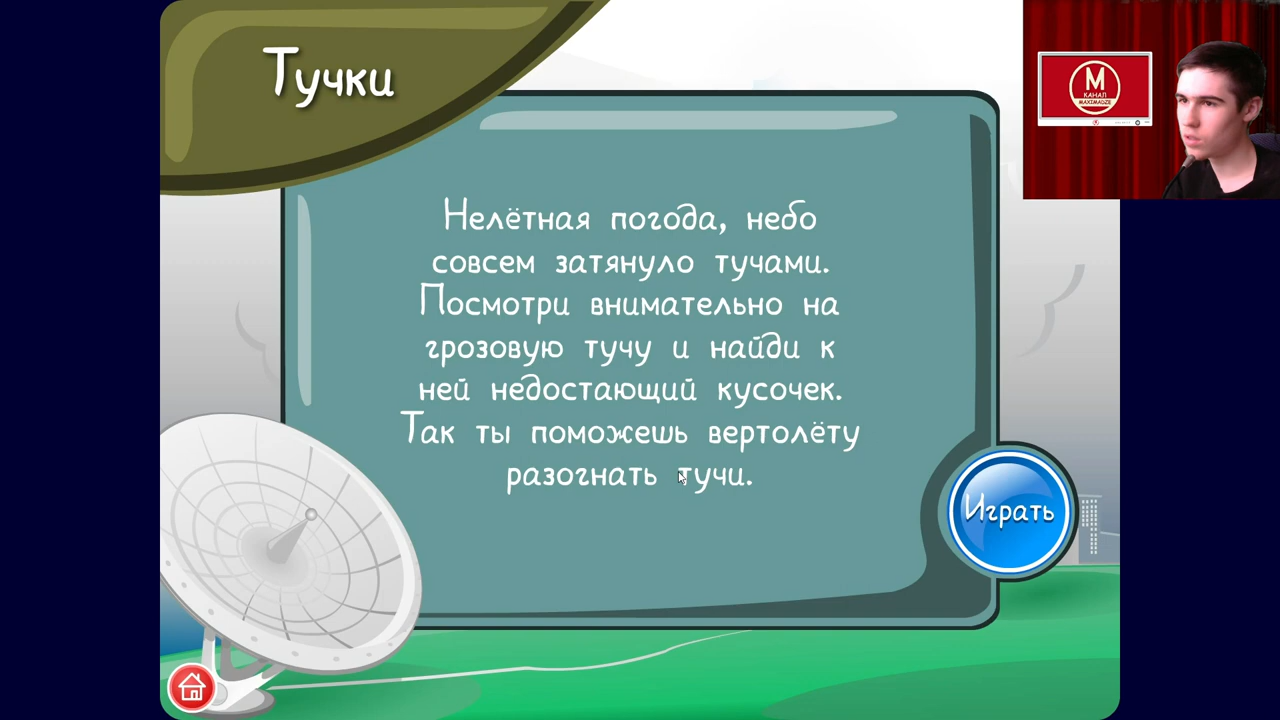 Тучки
М
КАНАЛ
MAXIMADZE
Нелётная погода, небо
совсем затянуло тучами.
Посмотри внимательно на
грозовую тучу и найди к
ней недостающий кусочек.
Так ты поможешь вертолёту
разогнать тучи.
Играть